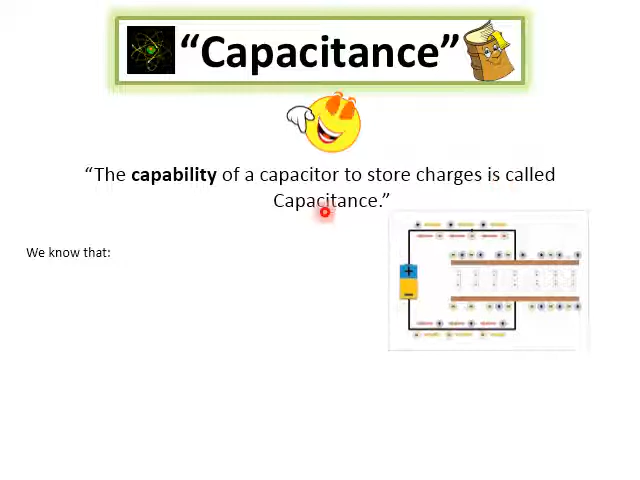 “Capacitance”
“The capability of a capacitor to store charges is called
Capacitance.”
We know that:
+
−